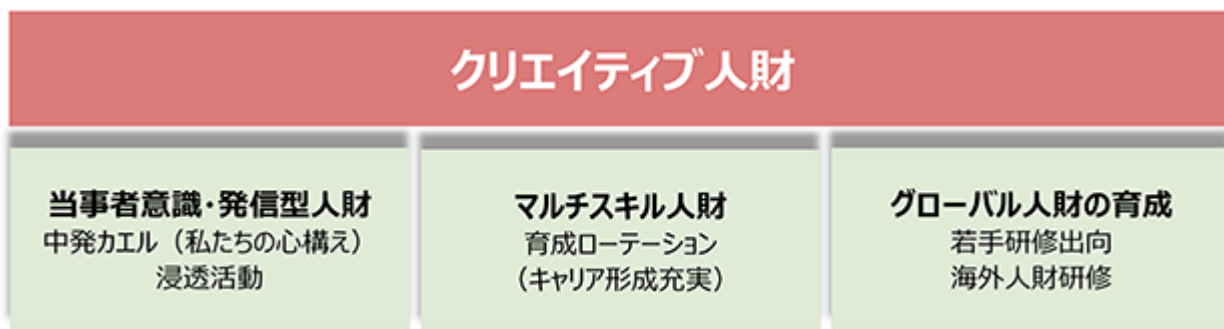 クリエイティブ人財
当事者意識・発信型人財
中発カエル（私たちの心構え）
浸透活動
マルチスキル人財
育成ローテーション
（キャリア形成充実）
グローバル人財の育成
若手研修出向
海外人財研修